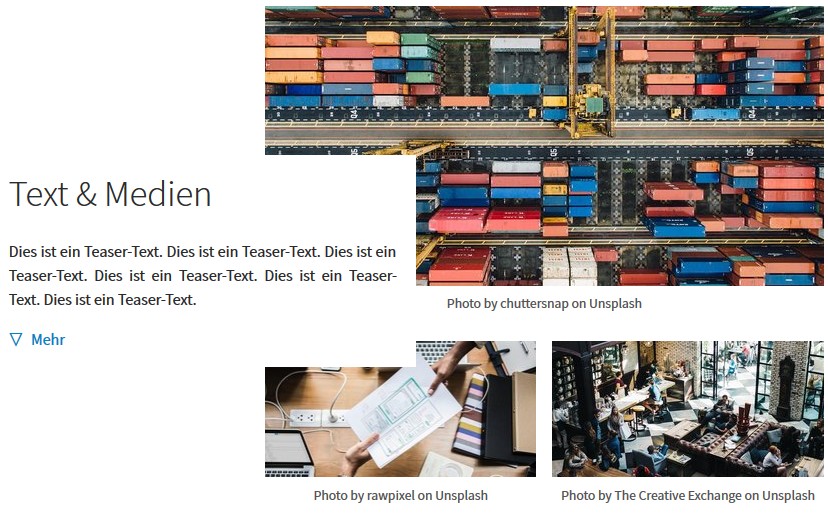 Text & Medien
Dies ist ein Teaser-Text. Dies ist ein Teaser-Text. Dies ist ein
Teaser-Text. Dies ist ein Teaser-Text. Dies ist ein Teaser-
Text. Dies ist ein Teaser-Text.
▽ Mehr
Photo by chuttersnap on Unsplash
Photo by rawpixel on Unsplash
Photo by The Creative Exchange on Unsplash